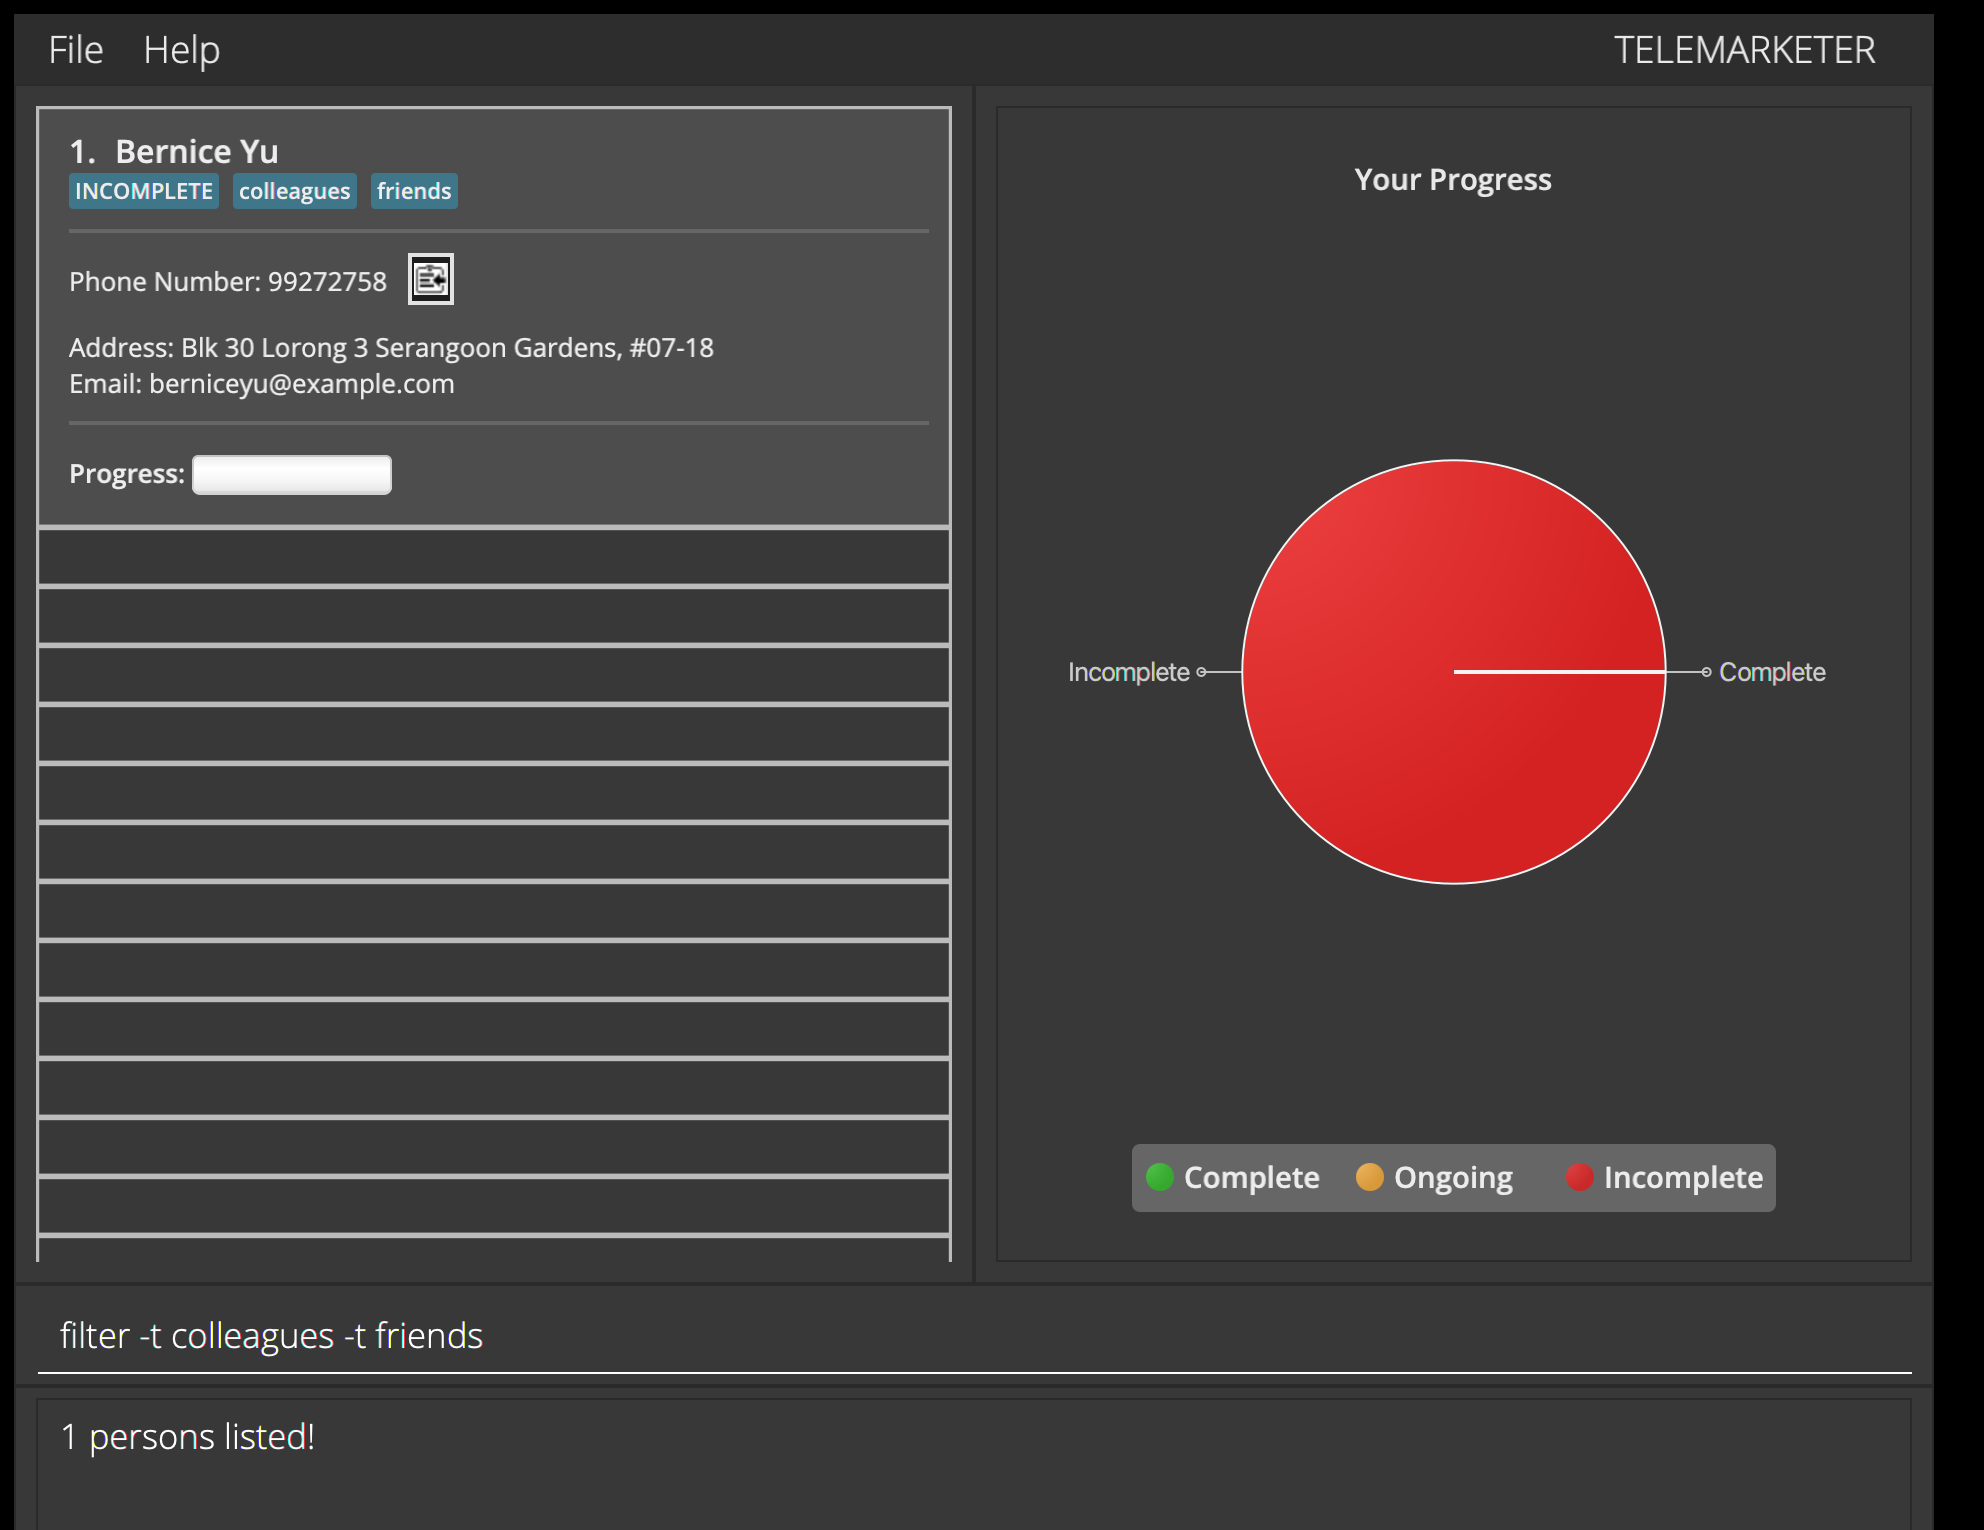 File Help TELEMARKETER
1. Bernice Yu
INCOMPLETE colleagues friends
Phone Number: 99272758
Address: Blk 30 Lorong 3 Serangoon Gardens, #07-18
Email: berniceyu@example.com
Progress:
Your Progress
Incomplete
Complete
Complete Ongoing Incomplete
filter -t colleagues -t friends
1 persons listed!